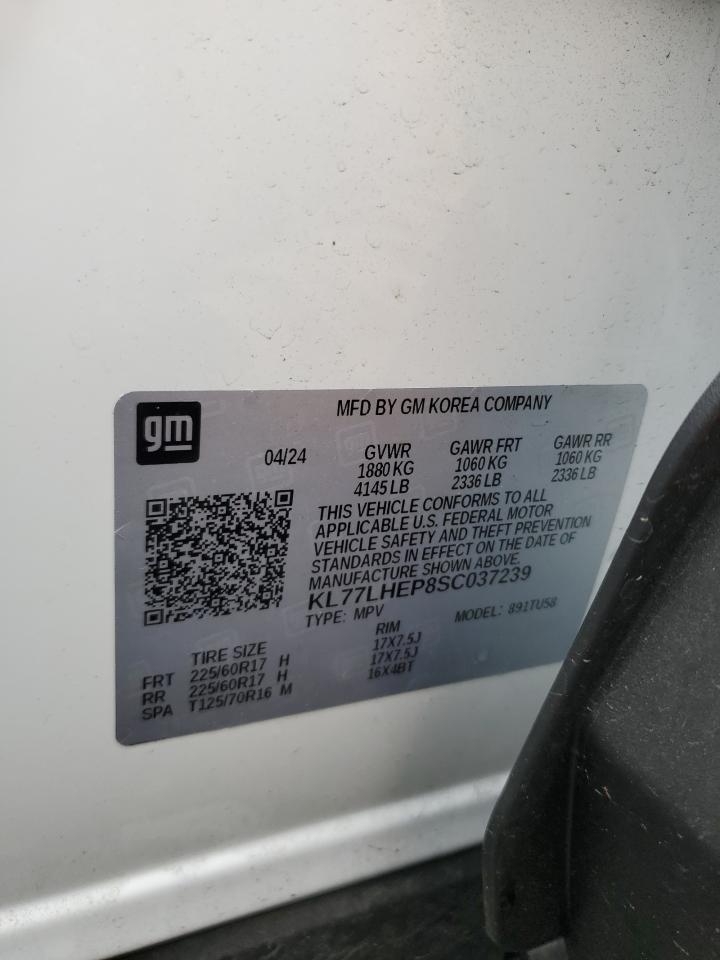 gm
MFD BY GM KOREA COMPANY
04/24 GVWR GAWR FRT GAWR RR
1880 KG 1060 KG 1060 KG
4145 LB 2336 LB 2336 LB
THIS VEHICLE CONFORMS TO ALL
APPLICABLE U.S. FEDERAL MOTOR
VEHICLE SAFETY AND THEFT PREVENTION
STANDARDS IN EFFECT ON THE DATE OF
MANUFACTURE SHOWN ABOVE.
KL77LHEP8SC037239
TYPE: MPV MODEL: 891TU58
TIRE SIZE RIM
FRT 225/60R17 H 17X7.5J
RR 225/60R17 H 17X7.5J
SPA T125/70R16 M 16X4BT